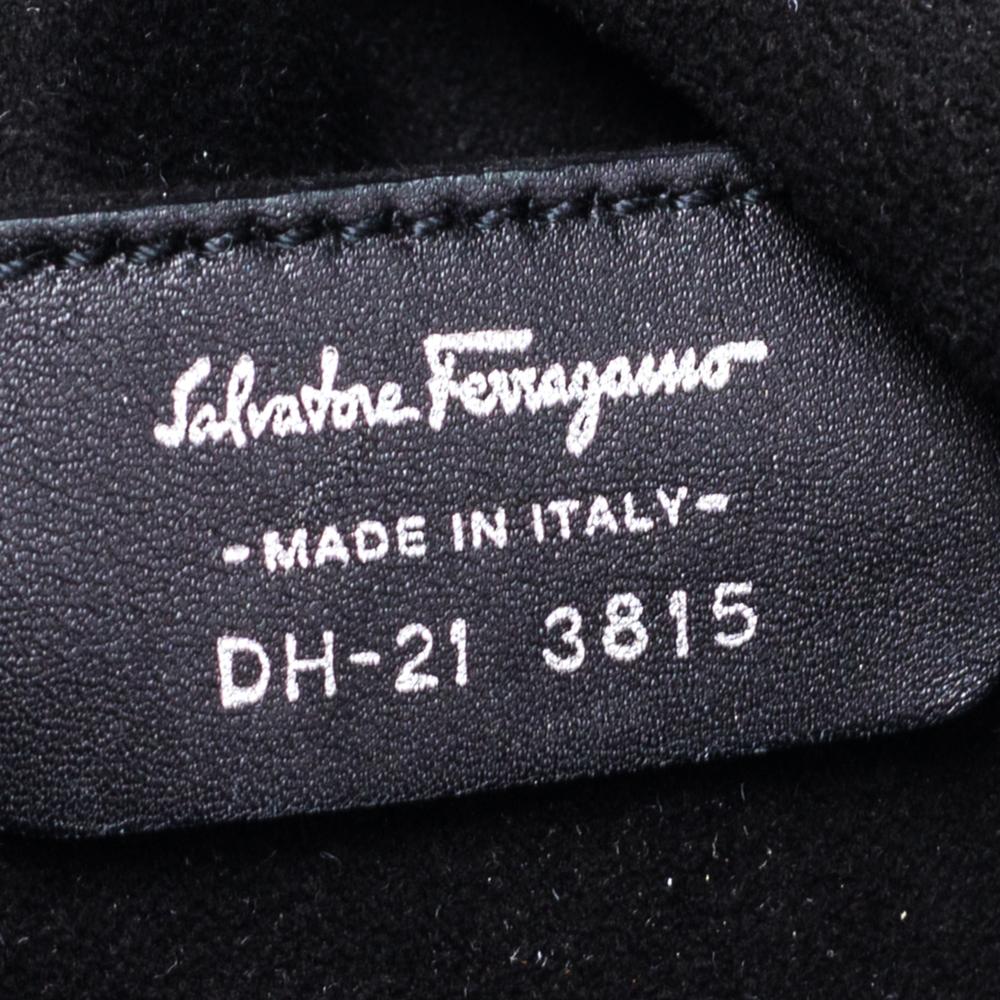 Salvatore Ferragamo
-MADE IN ITALY-
DH-21 3815